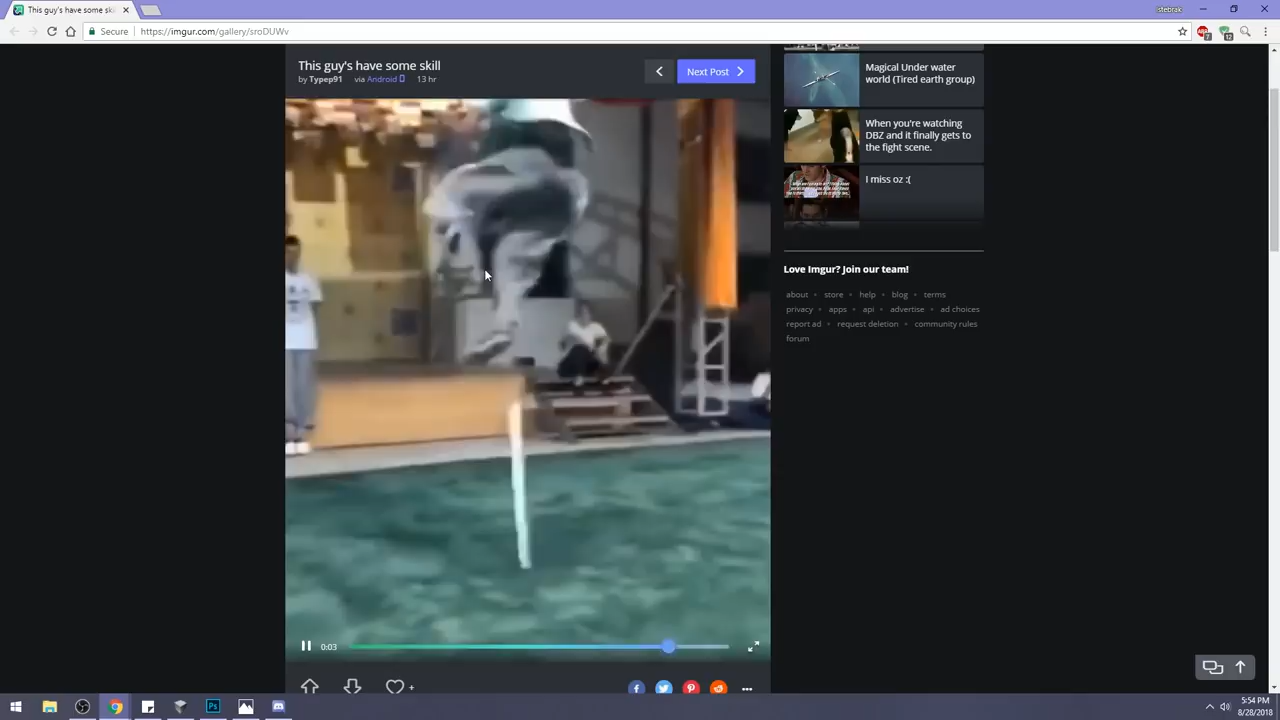 This guy's have some sk
istebrak
Secure
https://imgur.com/gallery/sroDUWv
This guy's have some skill
by Typep91 via Android 13 hr
Next Post
Magical Under water
world (Tired earth group)
When you're watching
DBZ and it finally gets to
the fight scene.
I miss oz :(
Love Imgur? Join our team!
about • store • help • blog • terms
privacy • apps • api • advertise • ad choices
report ad • request deletion • community rules
forum
0:03
+
5:54 PM
8/28/2018